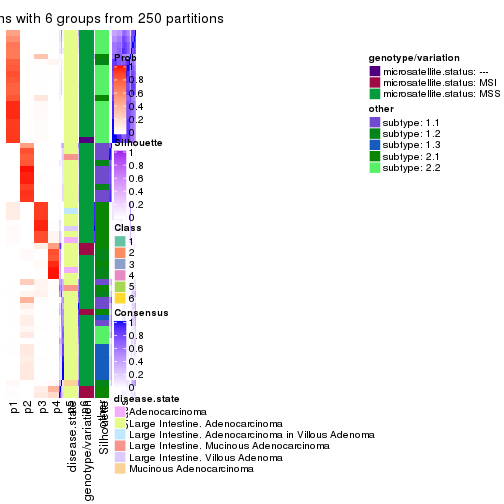 ns with 6 groups from 250 partitions
Prob
1
0.8
0.6
0.4
0.2
0
Silhouette
1
0.8
0.6
0.4
0.2
0
Class
1
2
3
4
5
6
Consensus
1
0.8
0.6
0.4
0.2
0
disease.state
Adenocarcinoma
Large Intestine. Adenocarcinoma
Large Intestine. Adenocarcinoma in Villous Adenoma
Large Intestine. Mucinous Adenocarcinoma
Large Intestine. Villous Adenoma
Mucinous Adenocarcinoma
genotype/variation
microsatellite.status: ---
microsatellite.status: MSI
microsatellite.status: MSS
other
subtype: 1.1
subtype: 1.2
subtype: 1.3
subtype: 2.1
subtype: 2.2
p1
p2
p3
p4
disease.state
genotype/variation
Silhouette